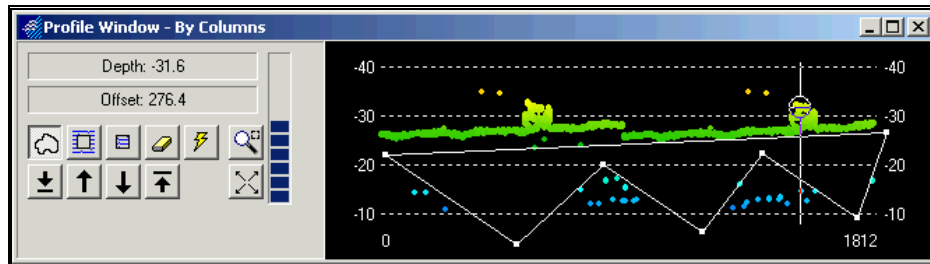 Profile Window - By Columns
Depth: -31.6
Offset: 276.4
-40 -40
-30 -30
-20 -20
-10 -10
0 1812